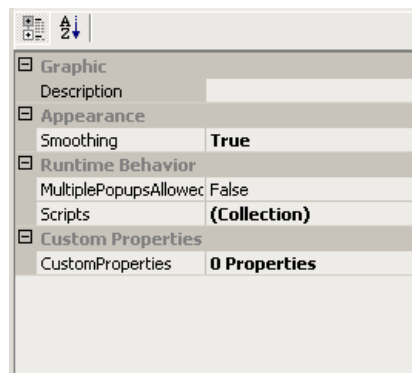 A
Z
Graphic
Description
Appearance
Smoothing True
Runtime Behavior
MultiplePopupsAllowec False
Scripts (Collection)
Custom Properties
CustomProperties 0 Properties